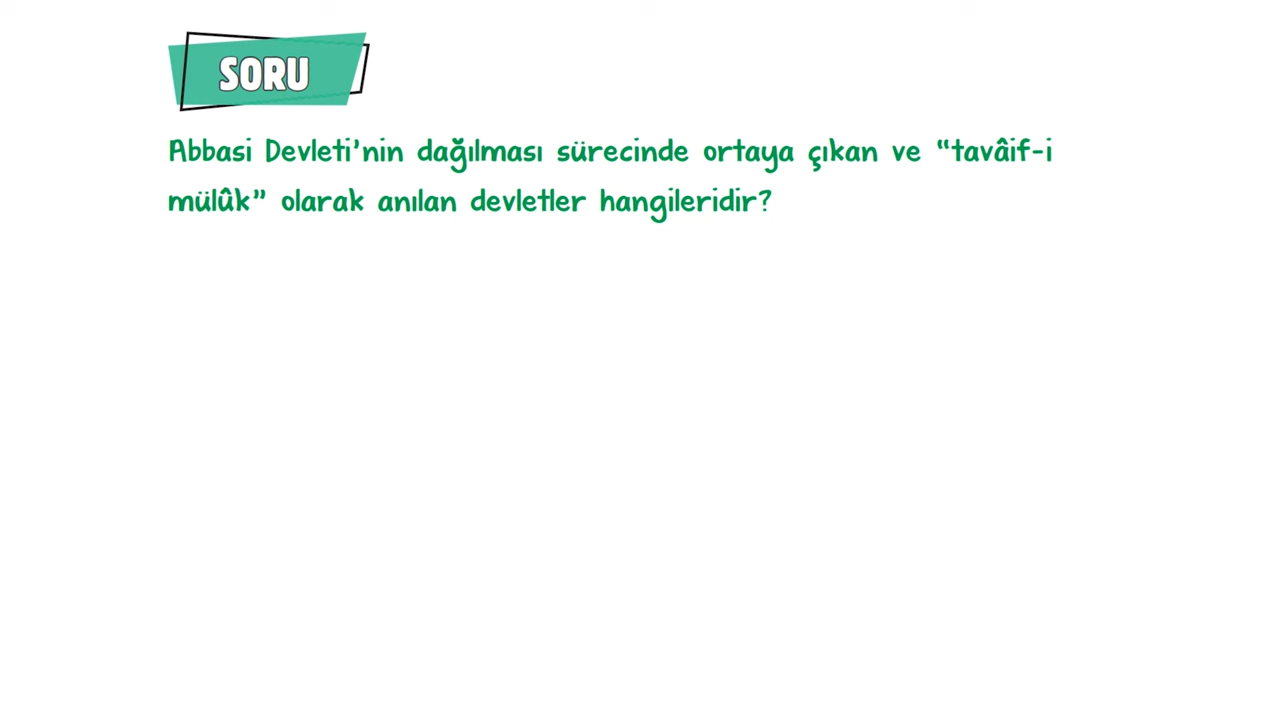 SORU
Abbasi Devleti'nin dağılması sürecinde ortaya çıkan ve "tavâif-i
mülûk" olarak anılan devletler hangileridir?